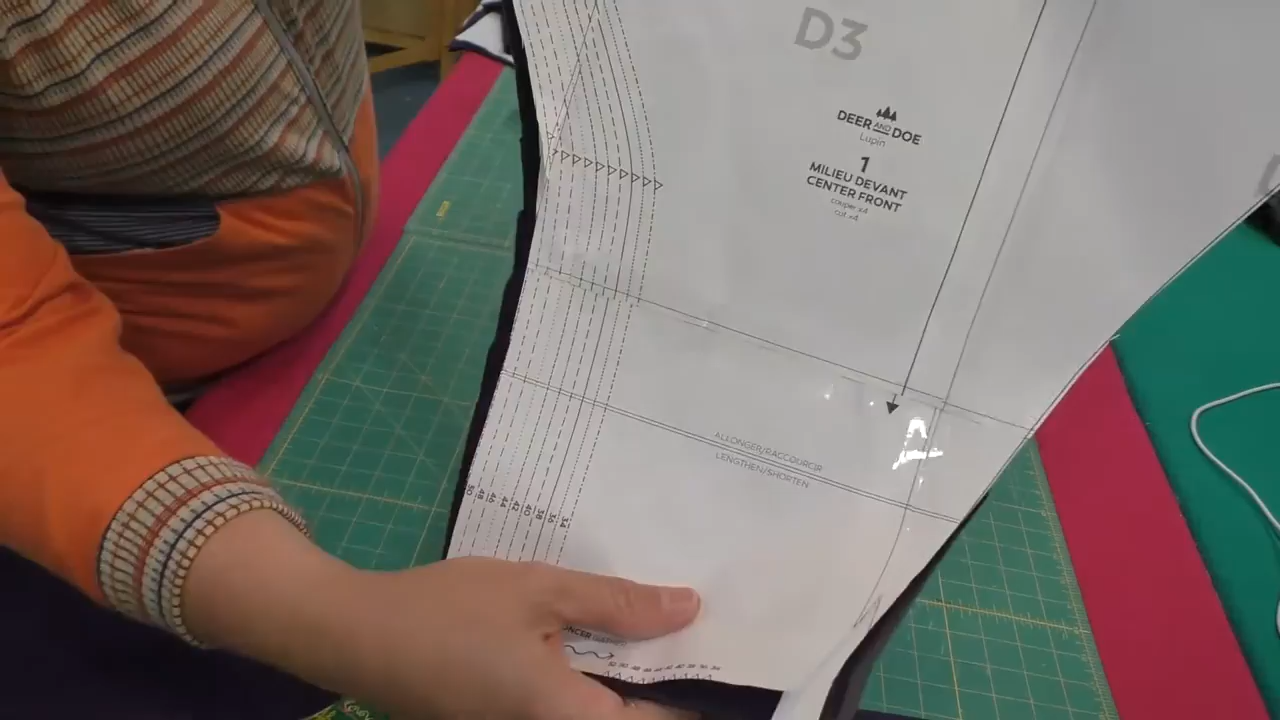 D3
DEER AND DOE
Lupin
1
MILIEU DEVANT
CENTER FRONT
couper x4
cut x4
ALLONGER/RACCOURCIR
LENGTHEN/SHORTEN
50 48 46 44 42 40 38 36 34